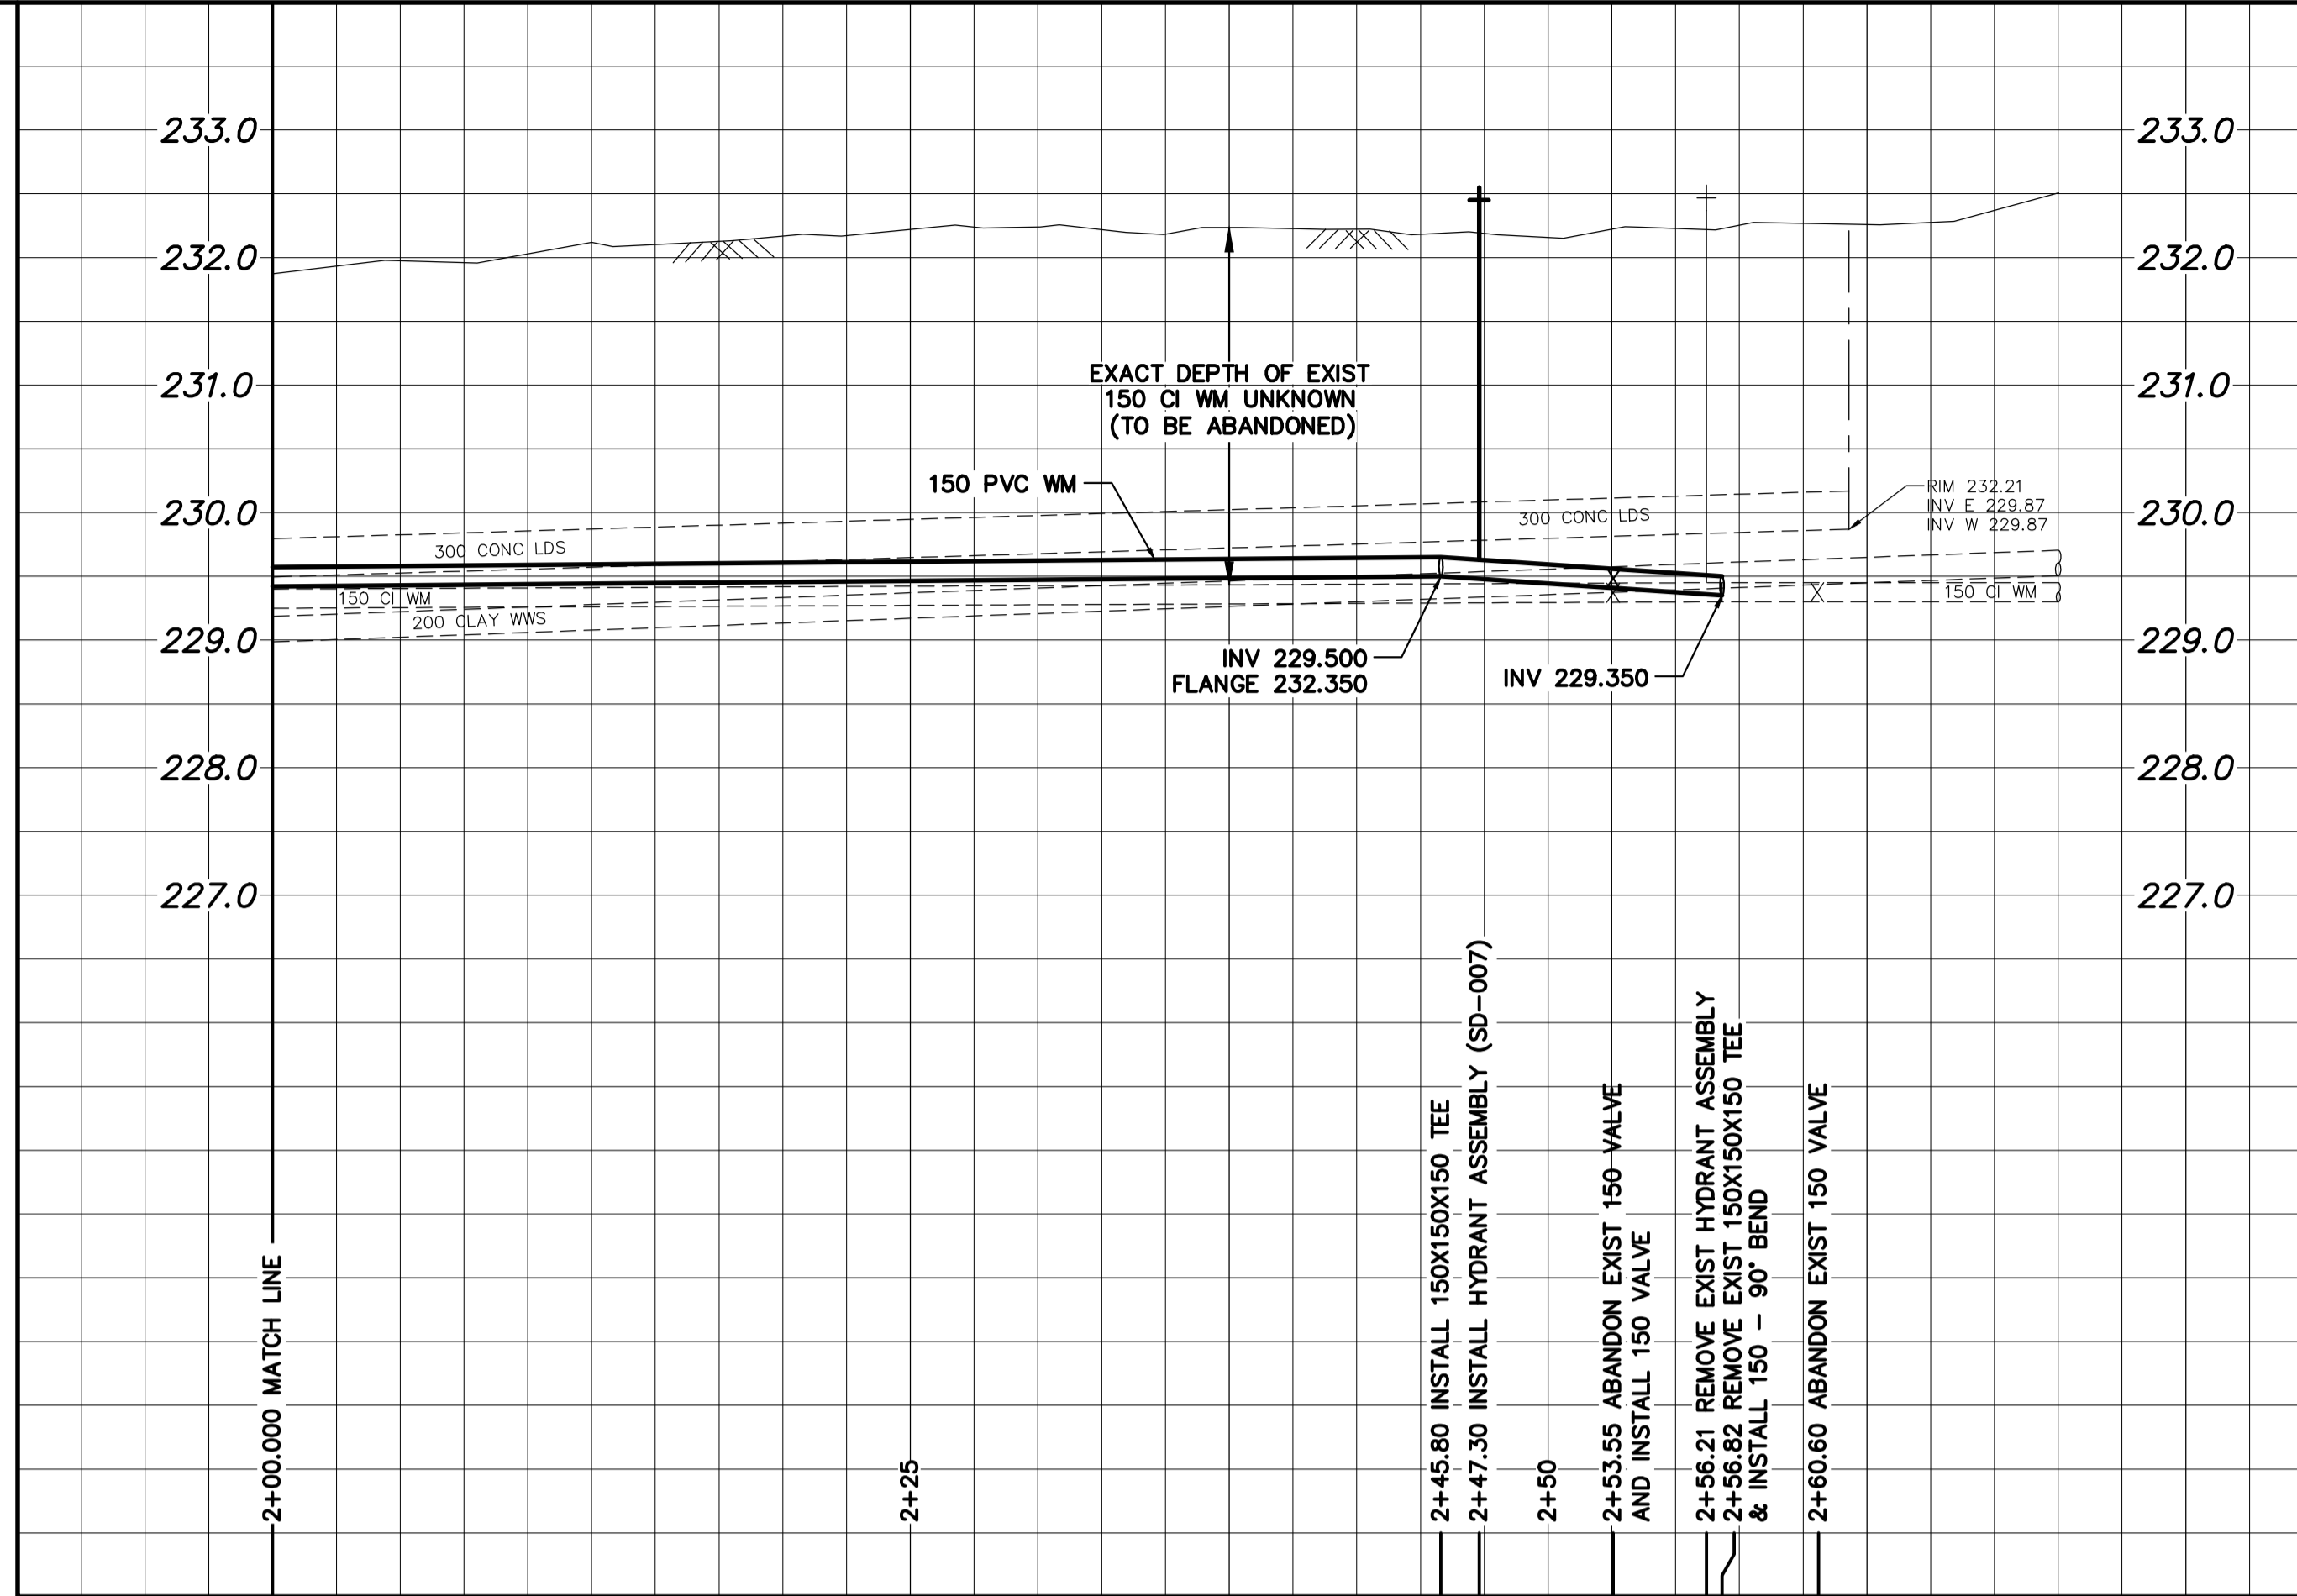 233.0
233.0
232.0
232.0
EXACT DEPTH OF EXIST
150 CI WM UNKNOWN
(TO BE ABANDONED)
231.0
231.0
150 PVC WM
RIM 232.21
INV E 229.87
INV W 229.87
230.0
230.0
300 CONC LDS
300 CONC LDS
150 CI WM
150 CI WM
200 CLAY WWS
229.0
229.0
INV 229.500
FLANGE 232.350
INV 229.350
228.0
228.0
227.0
227.0
2+00.000 MATCH LINE
2+25
2+45.80 INSTALL 150X150X150 TEE
2+47.30 INSTALL HYDRANT ASSEMBLY (SD-007)
2+50
2+53.55 ABANDON EXIST 150 VALVE
AND INSTALL 150 VALVE
2+56.21 REMOVE EXIST HYDRANT ASSEMBLY
2+56.82 REMOVE EXIST 150X150X150 TEE
& INSTALL 150 - 90° BEND
2+60.60 ABANDON EXIST 150 VALVE